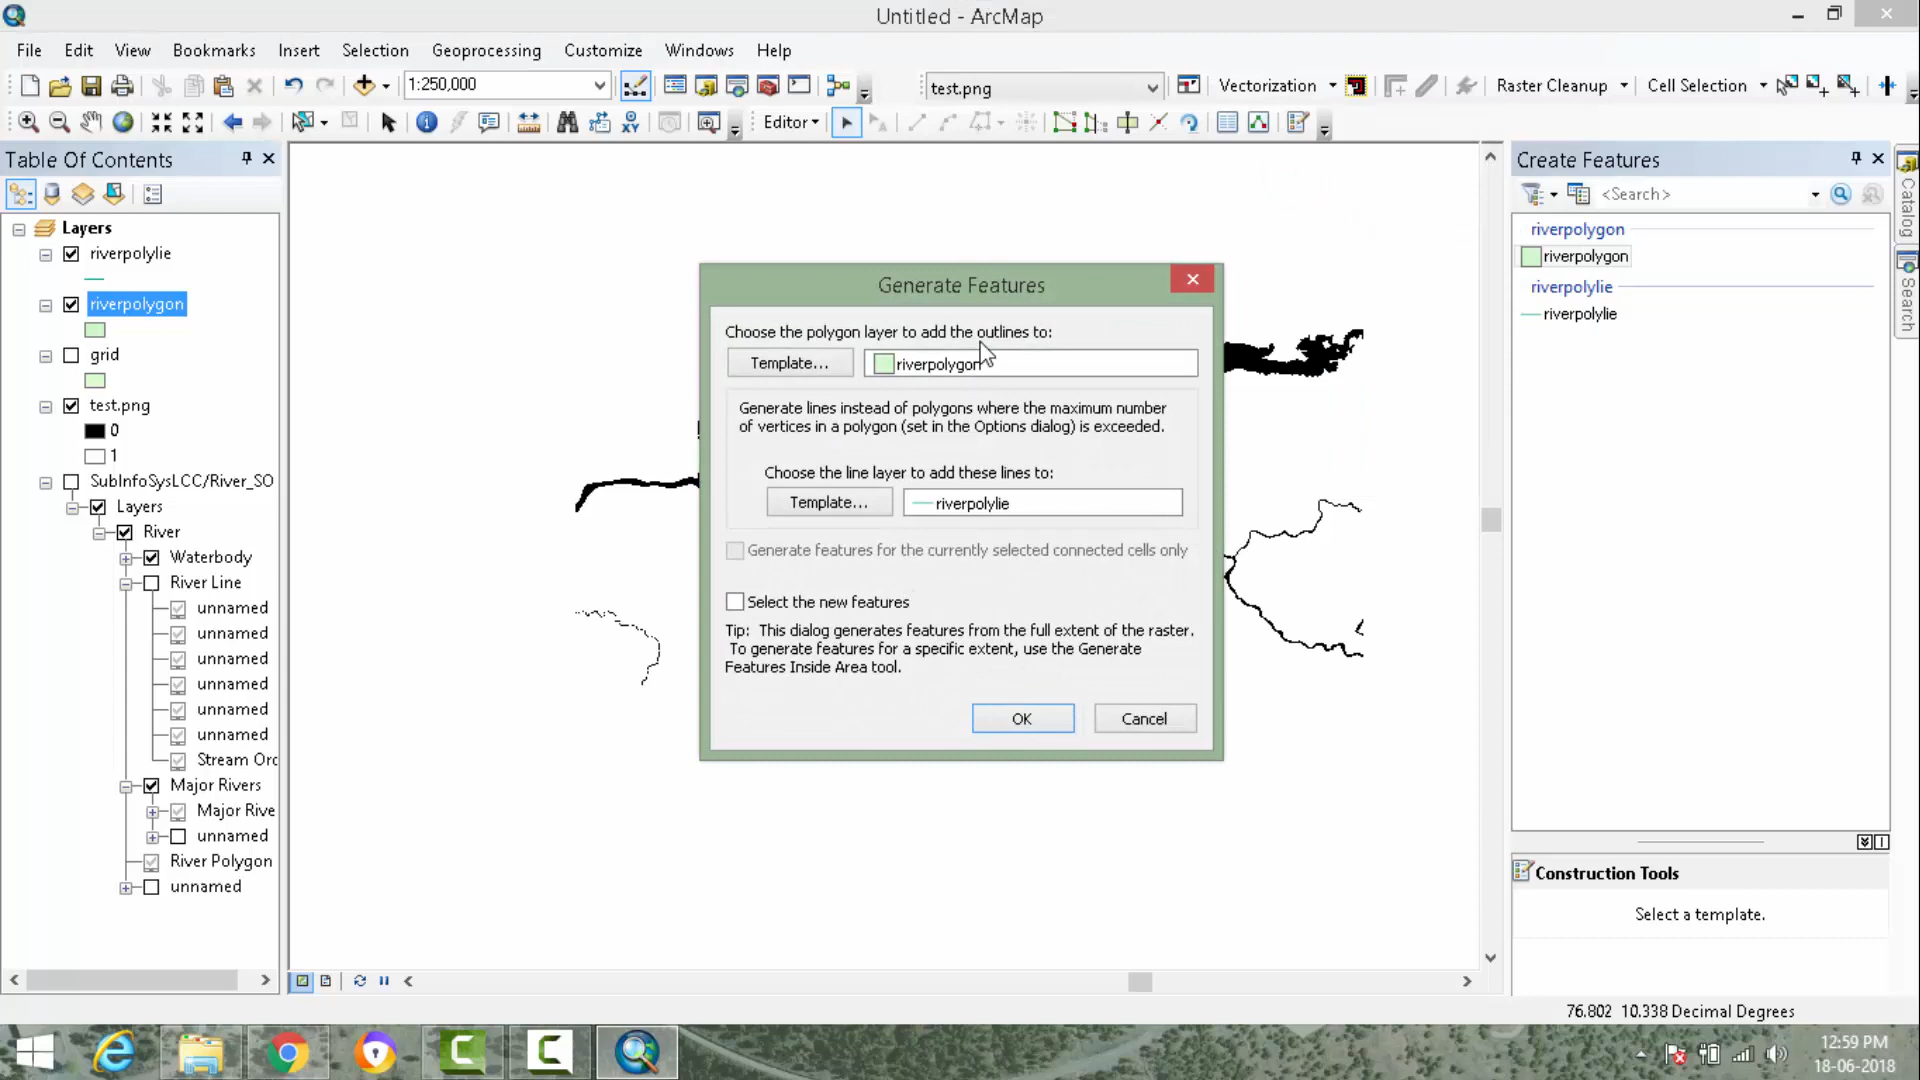 Untitled - ArcMap
File Edit View Bookmarks Insert Selection Geoprocessing Customize Windows Help
1:250,000 test.png Vectorization Raster Cleanup Cell Selection
Editor
Table Of Contents
Layers
riverpolylie
riverpolygon
grid
test.png
0
1
SubInfoSysLCC/River_SO
Layers
River
Waterbody
River Line
unnamed
unnamed
unnamed
unnamed
unnamed
unnamed
Stream Orc
Major Rivers
Major Rive
unnamed
River Polygon
unnamed
Generate Features
Choose the polygon layer to add the outlines to:
Template... riverpolygon
Generate lines instead of polygons where the maximum number
of vertices in a polygon (set in the Options dialog) is exceeded.
Choose the line layer to add these lines to:
Template... riverpolylie
Generate features for the currently selected connected cells only
Select the new features
Tip: This dialog generates features from the full extent of the raster.
To generate features for a specific extent, use the Generate
Features Inside Area tool.
OK Cancel
Create Features
<Search>
riverpolygon
riverpolygon
riverpolylie
riverpolylie
Construction Tools
Select a template.
Catalog
Search
76.802 10.338 Decimal Degrees
12:59 PM
18-06-2018